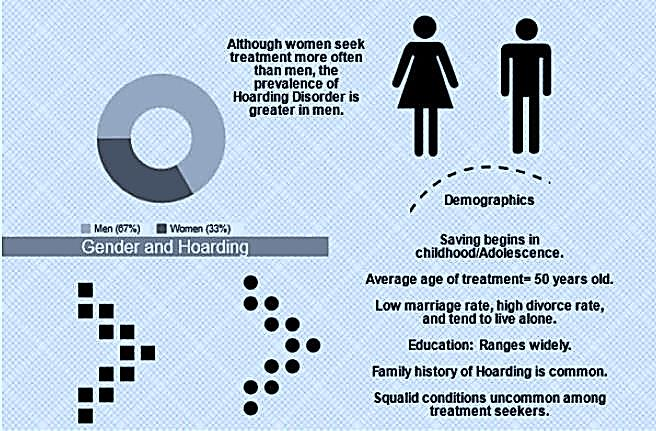 Although women seek
treatment more often
than men, the
prevalence of
Hoarding Disorder is
greater in men.
Men (67%) Women (33%)
Gender and Hoarding
Demographics
Saving begins in
childhood/Adolescence.
Average age of treatment= 50 years old.
Low marriage rate, high divorce rate,
and tend to live alone.
Education: Ranges widely.
Family history of Hoarding is common.
Squalid conditions uncommon among
treatment seekers.